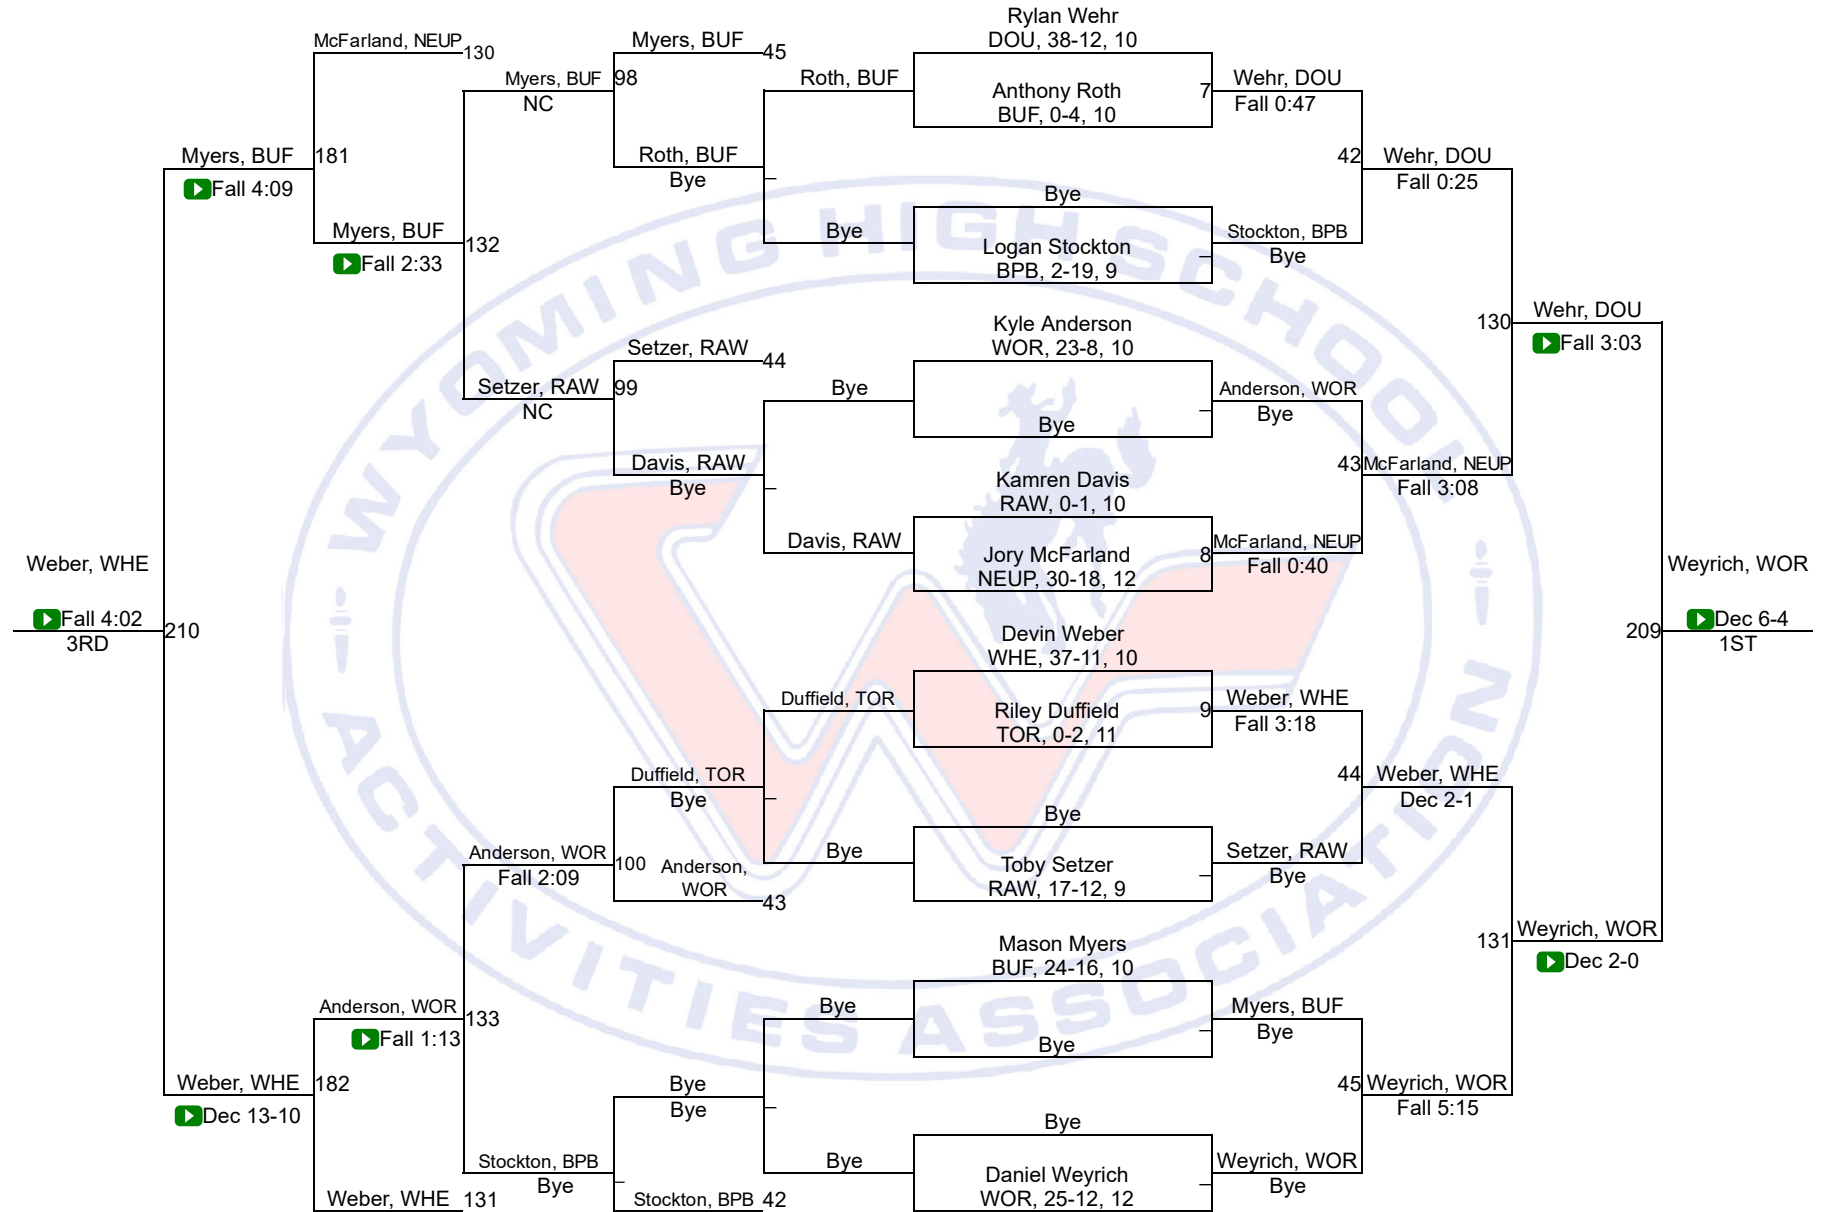 Rylan Wehr
DOU, 38-12, 10
McFarland, NEUP
130
Myers, BUF
45
Myers, BUF
98
NC
Roth, BUF
Anthony Roth
BUF, 0-4, 10
7
Wehr, DOU
Fall 0:47
Myers, BUF
181
Fall 4:09
Roth, BUF
Bye
42
Wehr, DOU
Fall 0:25
Bye
Myers, BUF
132
Fall 2:33
Bye
Logan Stockton
BPB, 2-19, 9
Stockton, BPB
Bye
130
Wehr, DOU
Fall 3:03
Kyle Anderson
WOR, 23-8, 10
Setzer, RAW
44
Setzer, RAW
99
NC
Bye
Bye
Anderson, WOR
Bye
Davis, RAW
Bye
Kamren Davis
RAW, 0-1, 10
43
McFarland, NEUP
Fall 3:08
Davis, RAW
Jory McFarland
NEUP, 30-18, 12
8
McFarland, NEUP
Fall 0:40
Weber, WHE
Fall 4:02
3RD
210
Weyrich, WOR
209
Dec 6-4
1ST
Devin Weber
WHE, 37-11, 10
Duffield, TOR
Riley Duffield
TOR, 0-2, 11
9
Weber, WHE
Fall 3:18
Duffield, TOR
Bye
44
Weber, WHE
Dec 2-1
Bye
Anderson, WOR
100
Fall 2:09
Anderson,
WOR
43
Bye
Toby Setzer
RAW, 17-12, 9
Setzer, RAW
Bye
131
Weyrich, WOR
Dec 2-0
Mason Myers
BUF, 24-16, 10
Anderson, WOR
133
Fall 1:13
Bye
Bye
Myers, BUF
Bye
Weber, WHE
182
Dec 13-10
Bye
Bye
45
Weyrich, WOR
Fall 5:15
Bye
Stockton, BPB
Bye
Bye
Daniel Weyrich
WOR, 25-12, 12
Weyrich, WOR
Bye
Weber, WHE
131
Stockton, BPB
42
WYOMING HIGH SCHOOL
ACTIVITIES ASSOCIATION